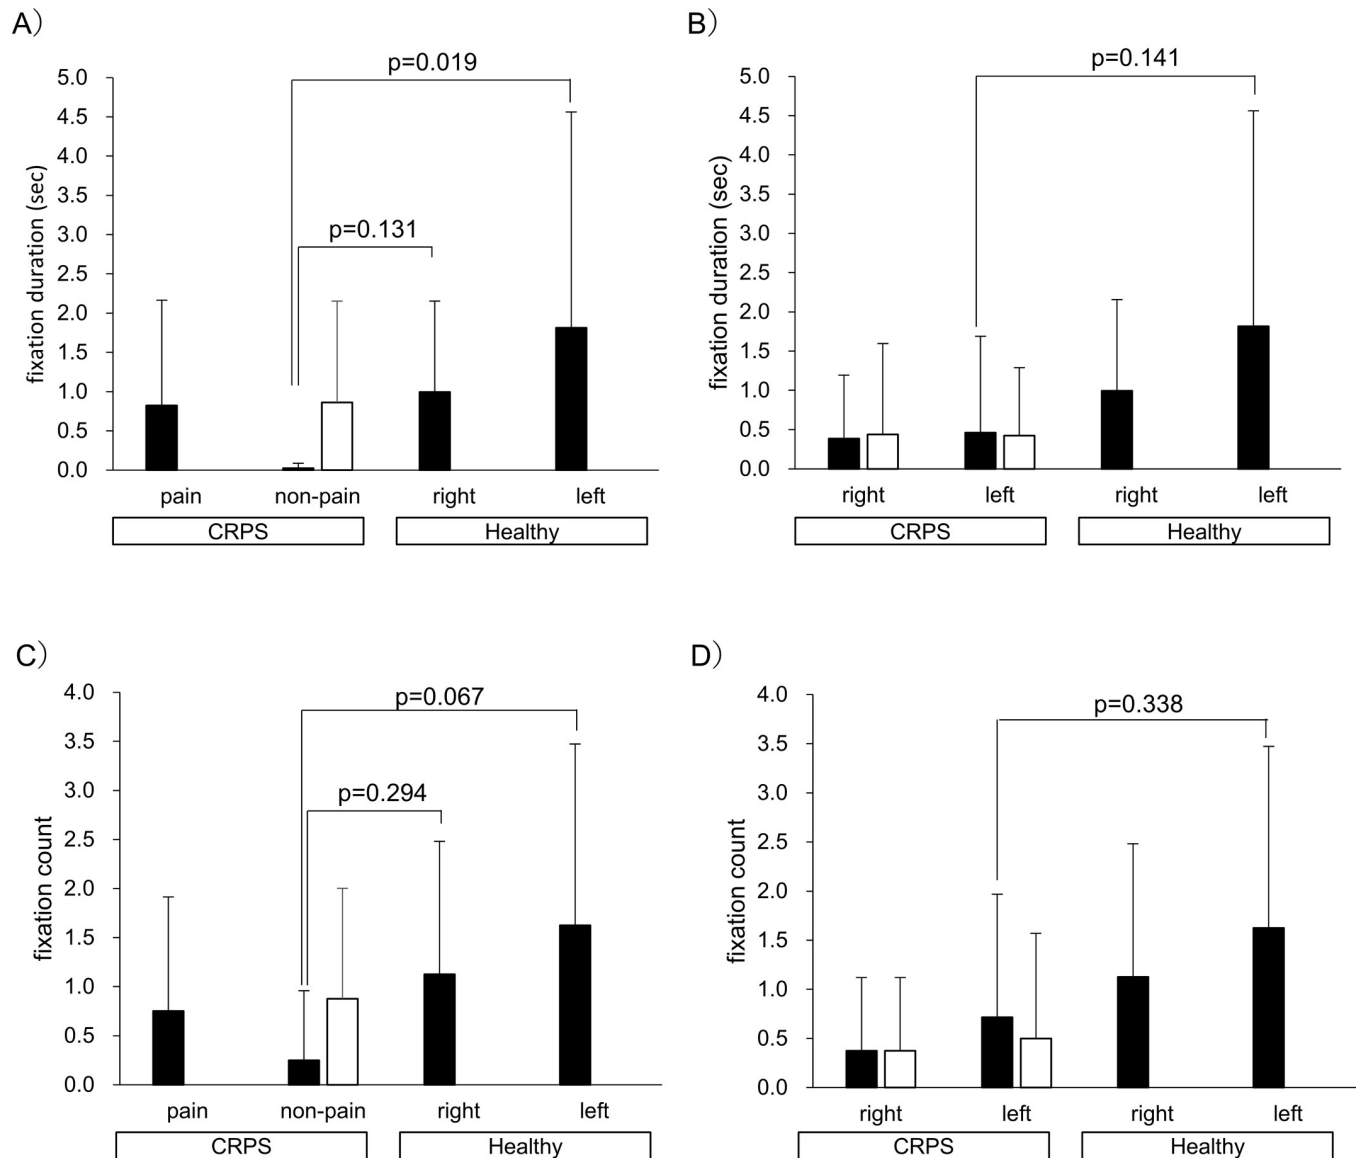 A）
p=0.019
p=0.131
fixation duration (sec)
5.0
4.5
4.0
3.5
3.0
2.5
2.0
1.5
1.0
0.5
0.0
pain non-pain right left
CRPS Healthy
B）
p=0.141
fixation duration (sec)
5.0
4.5
4.0
3.5
3.0
2.5
2.0
1.5
1.0
0.5
0.0
right left right left
CRPS Healthy
C）
p=0.067
p=0.294
fixation count
4.0
3.5
3.0
2.5
2.0
1.5
1.0
0.5
0.0
pain non-pain right left
CRPS Healthy
D）
p=0.338
fixation count
4.0
3.5
3.0
2.5
2.0
1.5
1.0
0.5
0.0
right left right left
CRPS Healthy